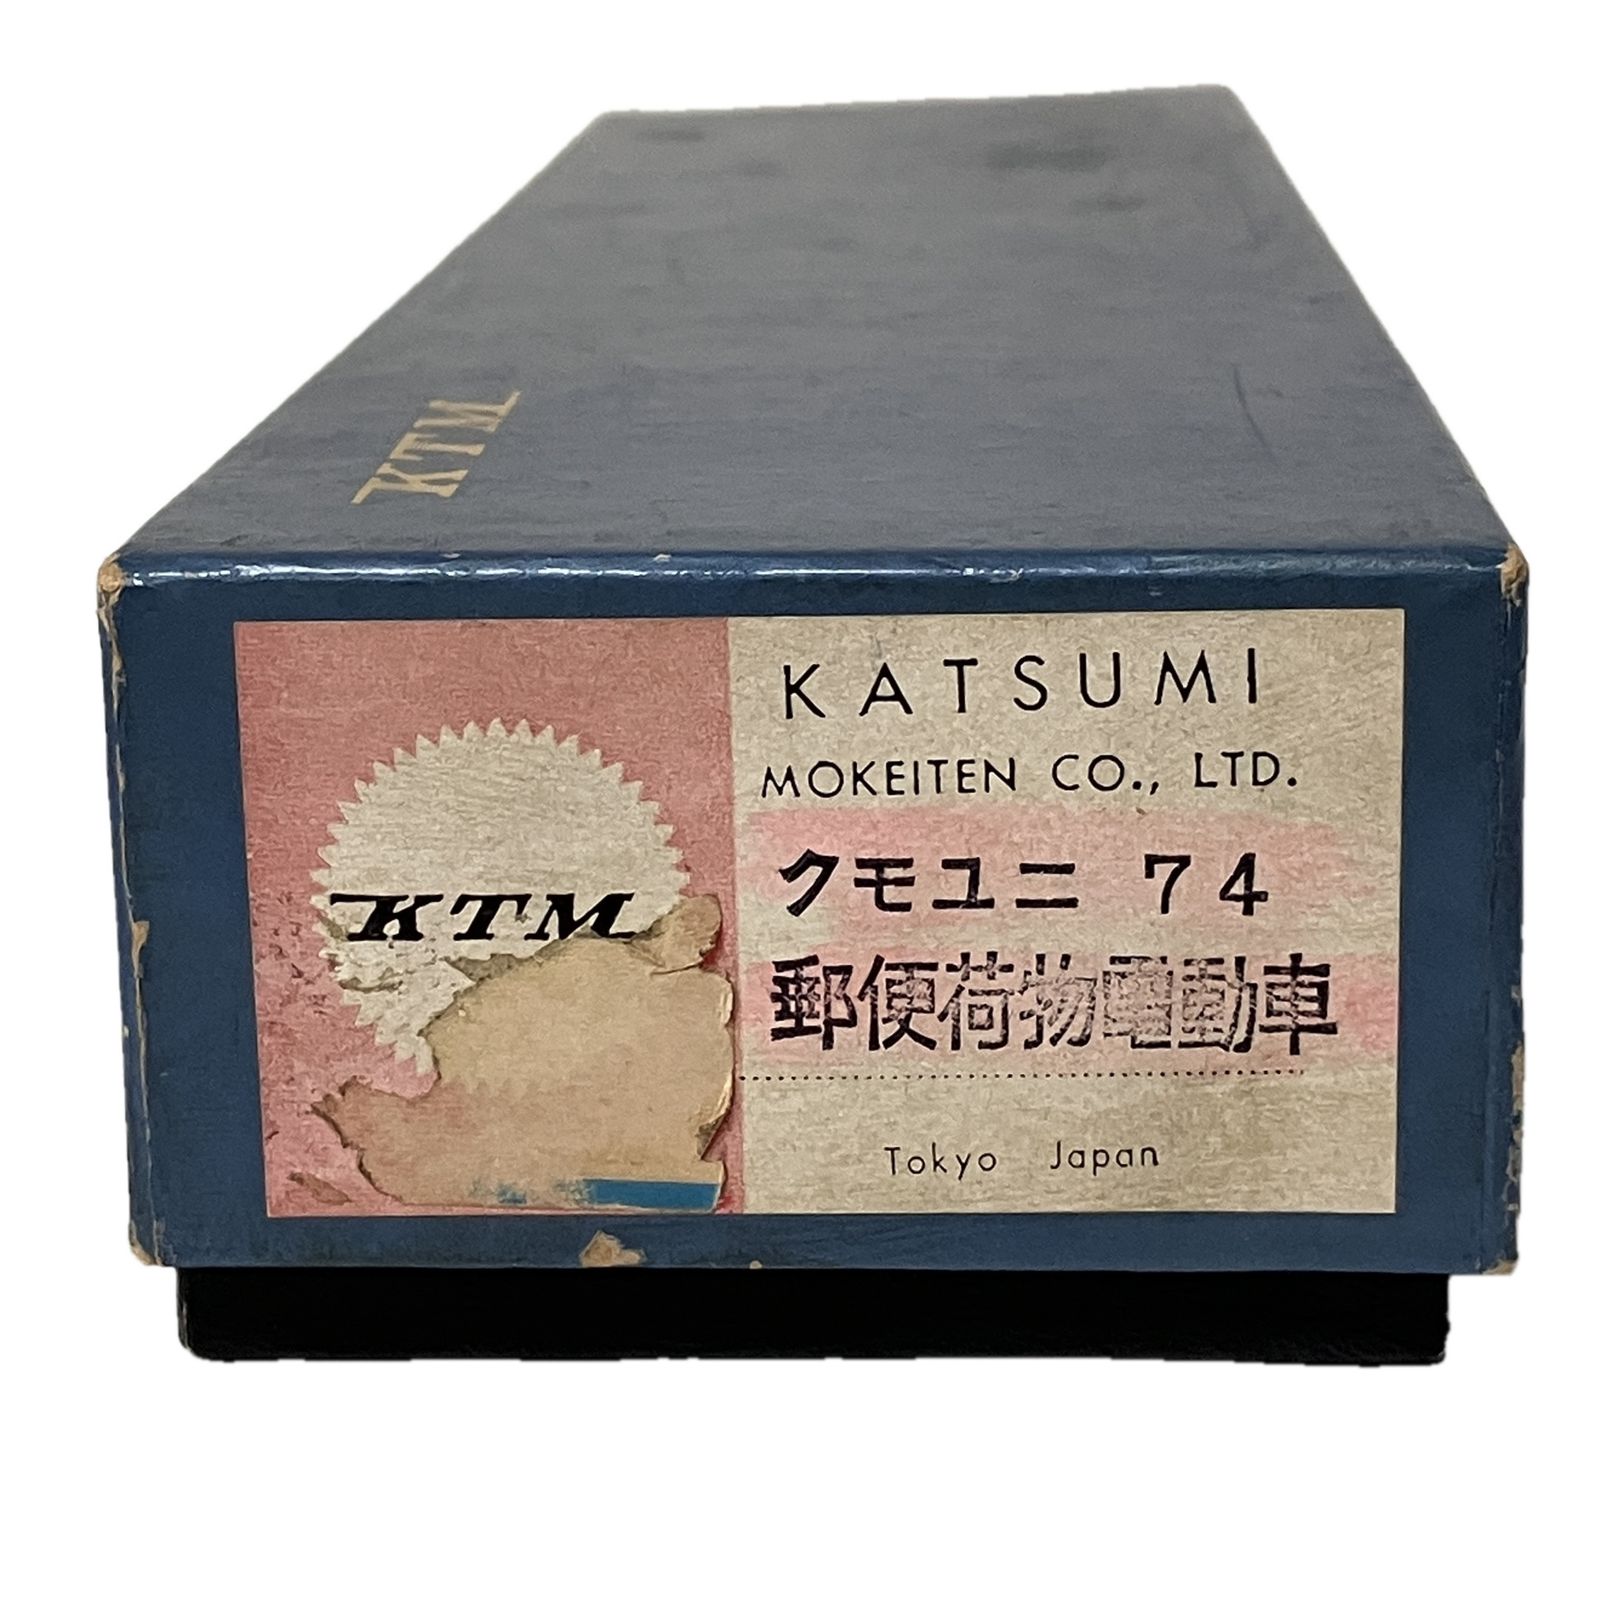 KTM
KTM
KATSUMI
MOKEITEN CO., LTD.
クモユニ 74
郵便荷物電動車
Tokyo Japan